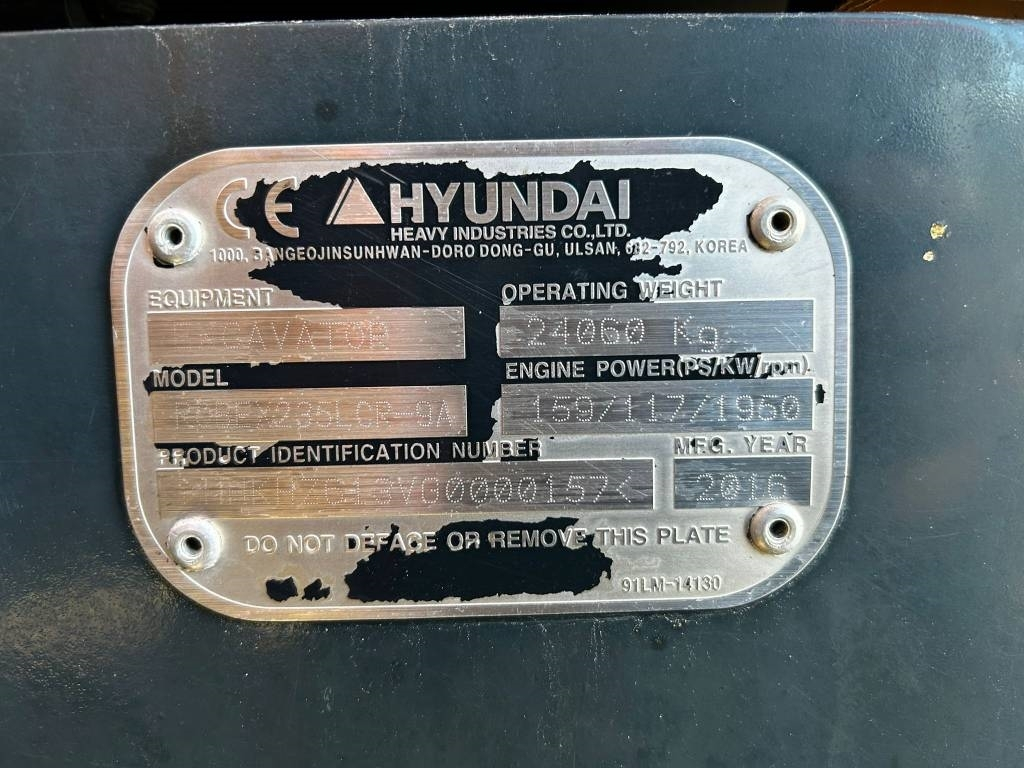 CE HYUNDAI
HEAVY INDUSTRIES CO.,LTD.
1000, BANGEOJINSUNHWAN-DORO DONG-GU, ULSAN, 682-792, KOREA
EQUIPMENT
EXCAVATOR
OPERATING WEIGHT
24060 Kg
MODEL
ROBEX235LCR-9A
ENGINE POWER(PS/KW/rpm)
159/117/1950
PRODUCT IDENTIFICATION NUMBER
MFG. YEAR
2016
DO NOT DEFACE OR REMOVE THIS PLATE
91LM-14130